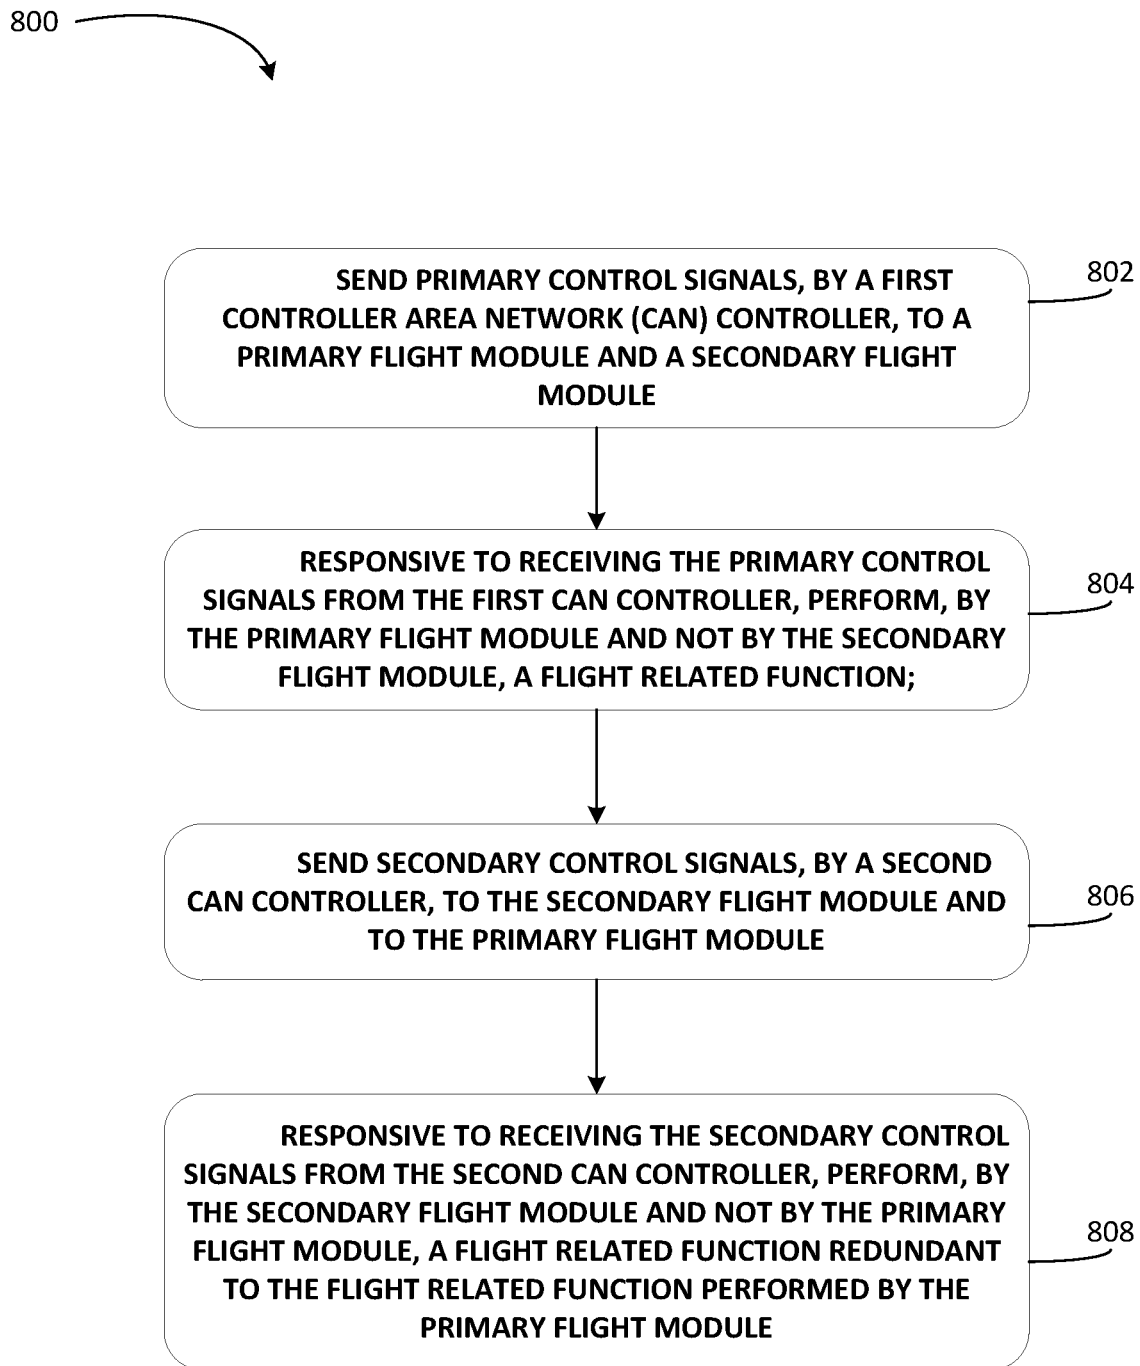 800
SEND PRIMARY CONTROL SIGNALS, BY A FIRST
CONTROLLER AREA NETWORK (CAN) CONTROLLER, TO A
PRIMARY FLIGHT MODULE AND A SECONDARY FLIGHT
MODULE
802
RESPONSIVE TO RECEIVING THE PRIMARY CONTROL
SIGNALS FROM THE FIRST CAN CONTROLLER, PERFORM, BY
THE PRIMARY FLIGHT MODULE AND NOT BY THE SECONDARY
FLIGHT MODULE, A FLIGHT RELATED FUNCTION;
804
SEND SECONDARY CONTROL SIGNALS, BY A SECOND
CAN CONTROLLER, TO THE SECONDARY FLIGHT MODULE AND
TO THE PRIMARY FLIGHT MODULE
806
RESPONSIVE TO RECEIVING THE SECONDARY CONTROL
SIGNALS FROM THE SECOND CAN CONTROLLER, PERFORM, BY
THE SECONDARY FLIGHT MODULE AND NOT BY THE PRIMARY
FLIGHT MODULE, A FLIGHT RELATED FUNCTION REDUNDANT
TO THE FLIGHT RELATED FUNCTION PERFORMED BY THE
PRIMARY FLIGHT MODULE
808